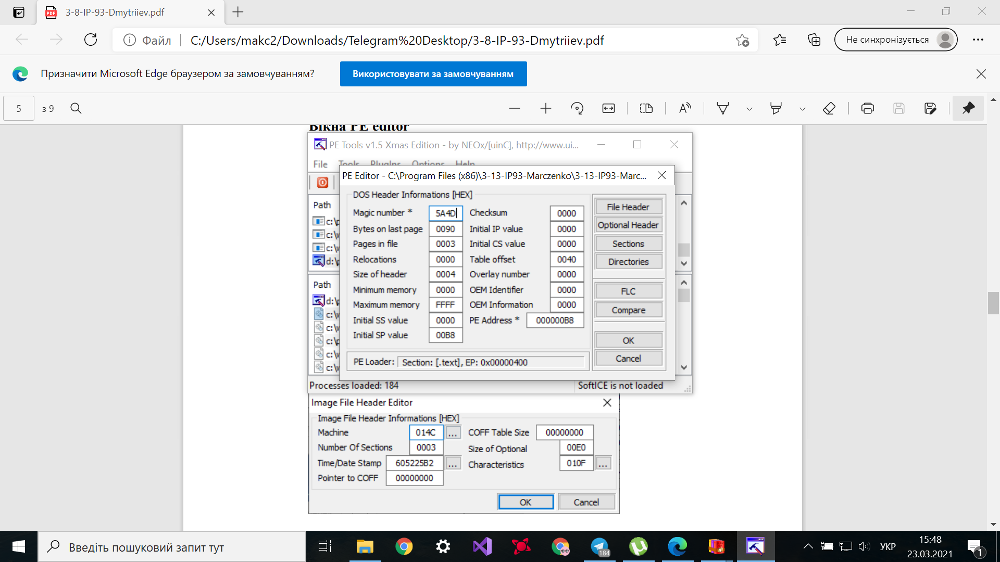 3-8-IP-93-Dmytriiev.pdf
Файл | C:/Users/makc2/Downloads/Telegram%20Desktop/3-8-IP-93-Dmytriiev.pdf
Не синхронізується
Призначити Microsoft Edge браузером за замовчуванням?
Використовувати за замовчуванням
5 з 9
Вікна PE editor
PE Tools v1.5 Xmas Edition - by NEOx/[uinC], http://www.ui...
File Tools PlugIns Options Help
PE Editor - C:\Program Files (x86)\3-13-IP93-Marczenko\3-13-IP93-Marc...
Path
c:\p
c:\w
c:\w
d:\p
Path
d:\p
c:\w
c:\w
c:\p
c:\w
c:\w
DOS Header Informations [HEX]
Magic number * 5A4D Checksum 0000
Bytes on last page 0090 Initial IP value 0000
Pages in file 0003 Initial CS value 0000
Relocations 0000 Table offset 0040
Size of header 0004 Overlay number 0000
Minimum memory 0000 OEM Identifier 0000
Maximum memory FFFF OEM Information 0000
Initial SS value 0000 PE Address * 000000B8
Initial SP value 00B8
PE Loader: Section: [.text], EP: 0x00000400
File Header
Optional Header
Sections
Directories
FLC
Compare
OK
Cancel
Processes loaded: 184 SoftICE is not loaded
Image File Header Editor
Image File Header Informations [HEX]
Machine 014C ... COFF Table Size 00000000
Number Of Sections 0003 Size of Optional 00E0
Time/Date Stamp 605225B2 ... Characteristics 010F ...
Pointer to COFF 00000000
OK Cancel
Введіть пошуковий запит тут
184
УКР
15:48
23.03.2021
1